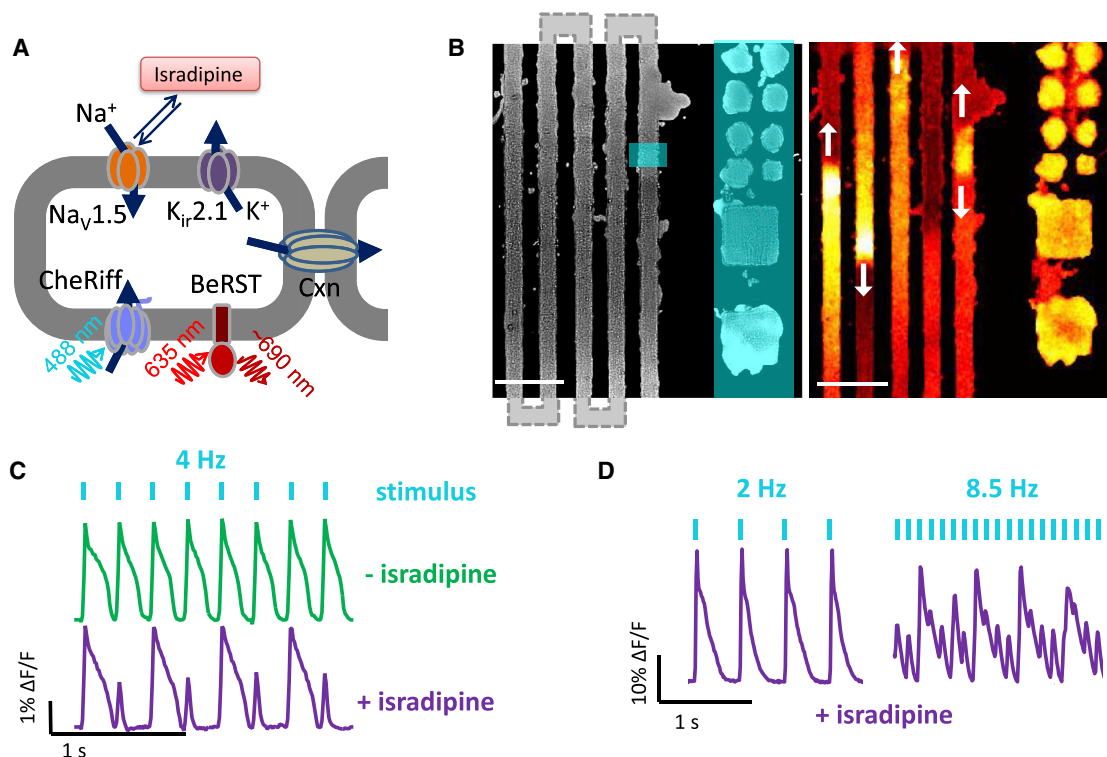 A
Isradipine
Na+
NaV1.5
Kir2.1
K+
CheRiff
BeRST
Cxn
488 nm
635 nm
~690 nm
B
C
4 Hz
stimulus
- isradipine
+ isradipine
1% ΔF/F
1 s
D
2 Hz
8.5 Hz
10% ΔF/F
1 s
+ isradipine